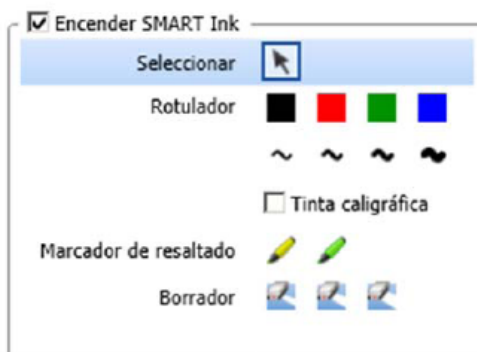 Encender SMART Ink
Seleccionar
Rotulador
Tinta caligráfica
Marcador de resaltado
Borrador